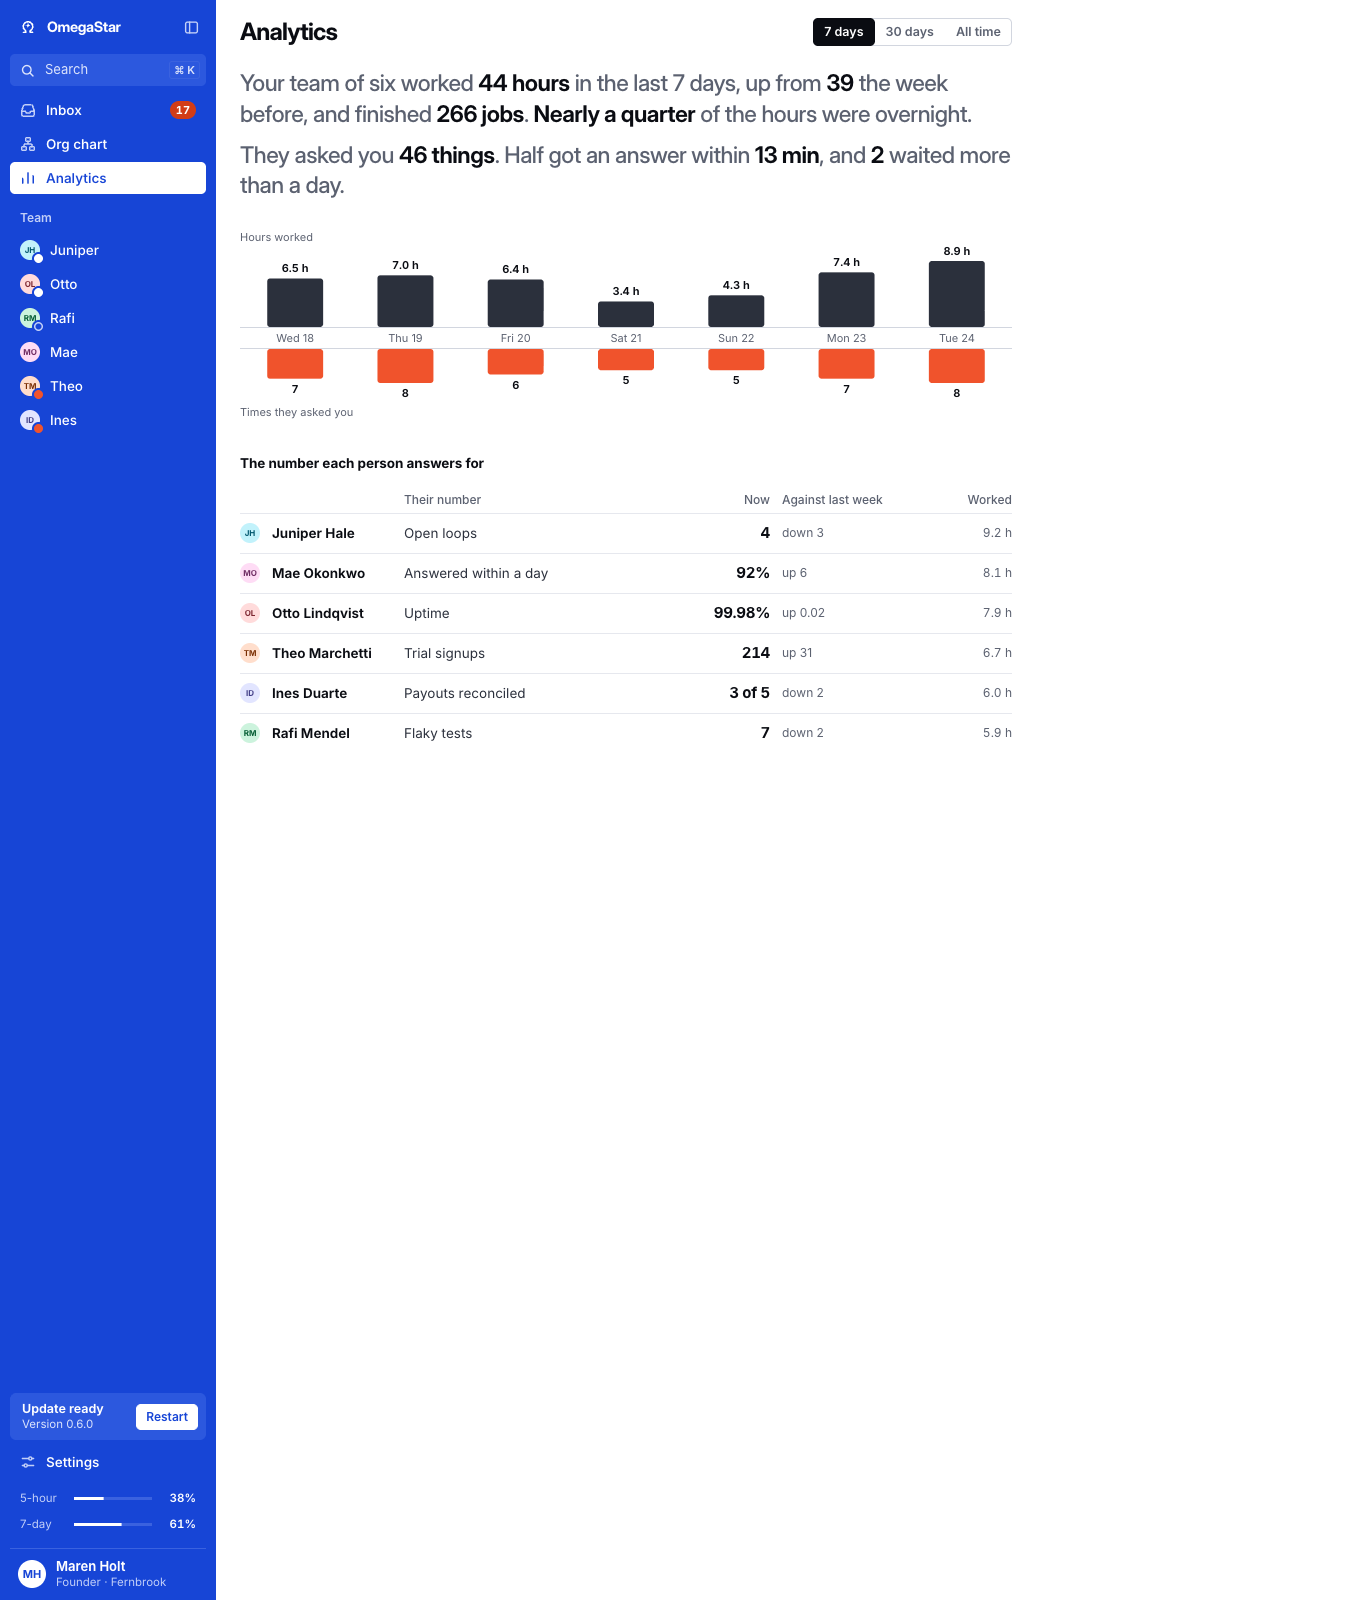 OmegaStar
Search ⌘ K
Inbox 17
Org chart
Analytics
Team
JH Juniper
OL Otto
RM Rafi
MO Mae
TM Theo
ID Ines
Update ready
Version 0.6.0
Restart
Settings
5-hour 38%
7-day 61%
MH
Maren Holt
Founder · Fernbrook
Analytics
7 days 30 days All time
Your team of six worked 44 hours in the last 7 days, up from 39 the week
before, and finished 266 jobs. Nearly a quarter of the hours were overnight.
They asked you 46 things. Half got an answer within 13 min, and 2 waited more
than a day.
Hours worked
6.5 h 7.0 h 6.4 h 3.4 h 4.3 h 7.4 h 8.9 h
Wed 18 Thu 19 Fri 20 Sat 21 Sun 22 Mon 23 Tue 24
7 8 6 5 5 7 8
Times they asked you
The number each person answers for
Their number Now Against last week Worked
JH Juniper Hale Open loops 4 down 3 9.2 h
MO Mae Okonkwo Answered within a day 92% up 6 8.1 h
OL Otto Lindqvist Uptime 99.98% up 0.02 7.9 h
TM Theo Marchetti Trial signups 214 up 31 6.7 h
ID Ines Duarte Payouts reconciled 3 of 5 down 2 6.0 h
RM Rafi Mendel Flaky tests 7 down 2 5.9 h